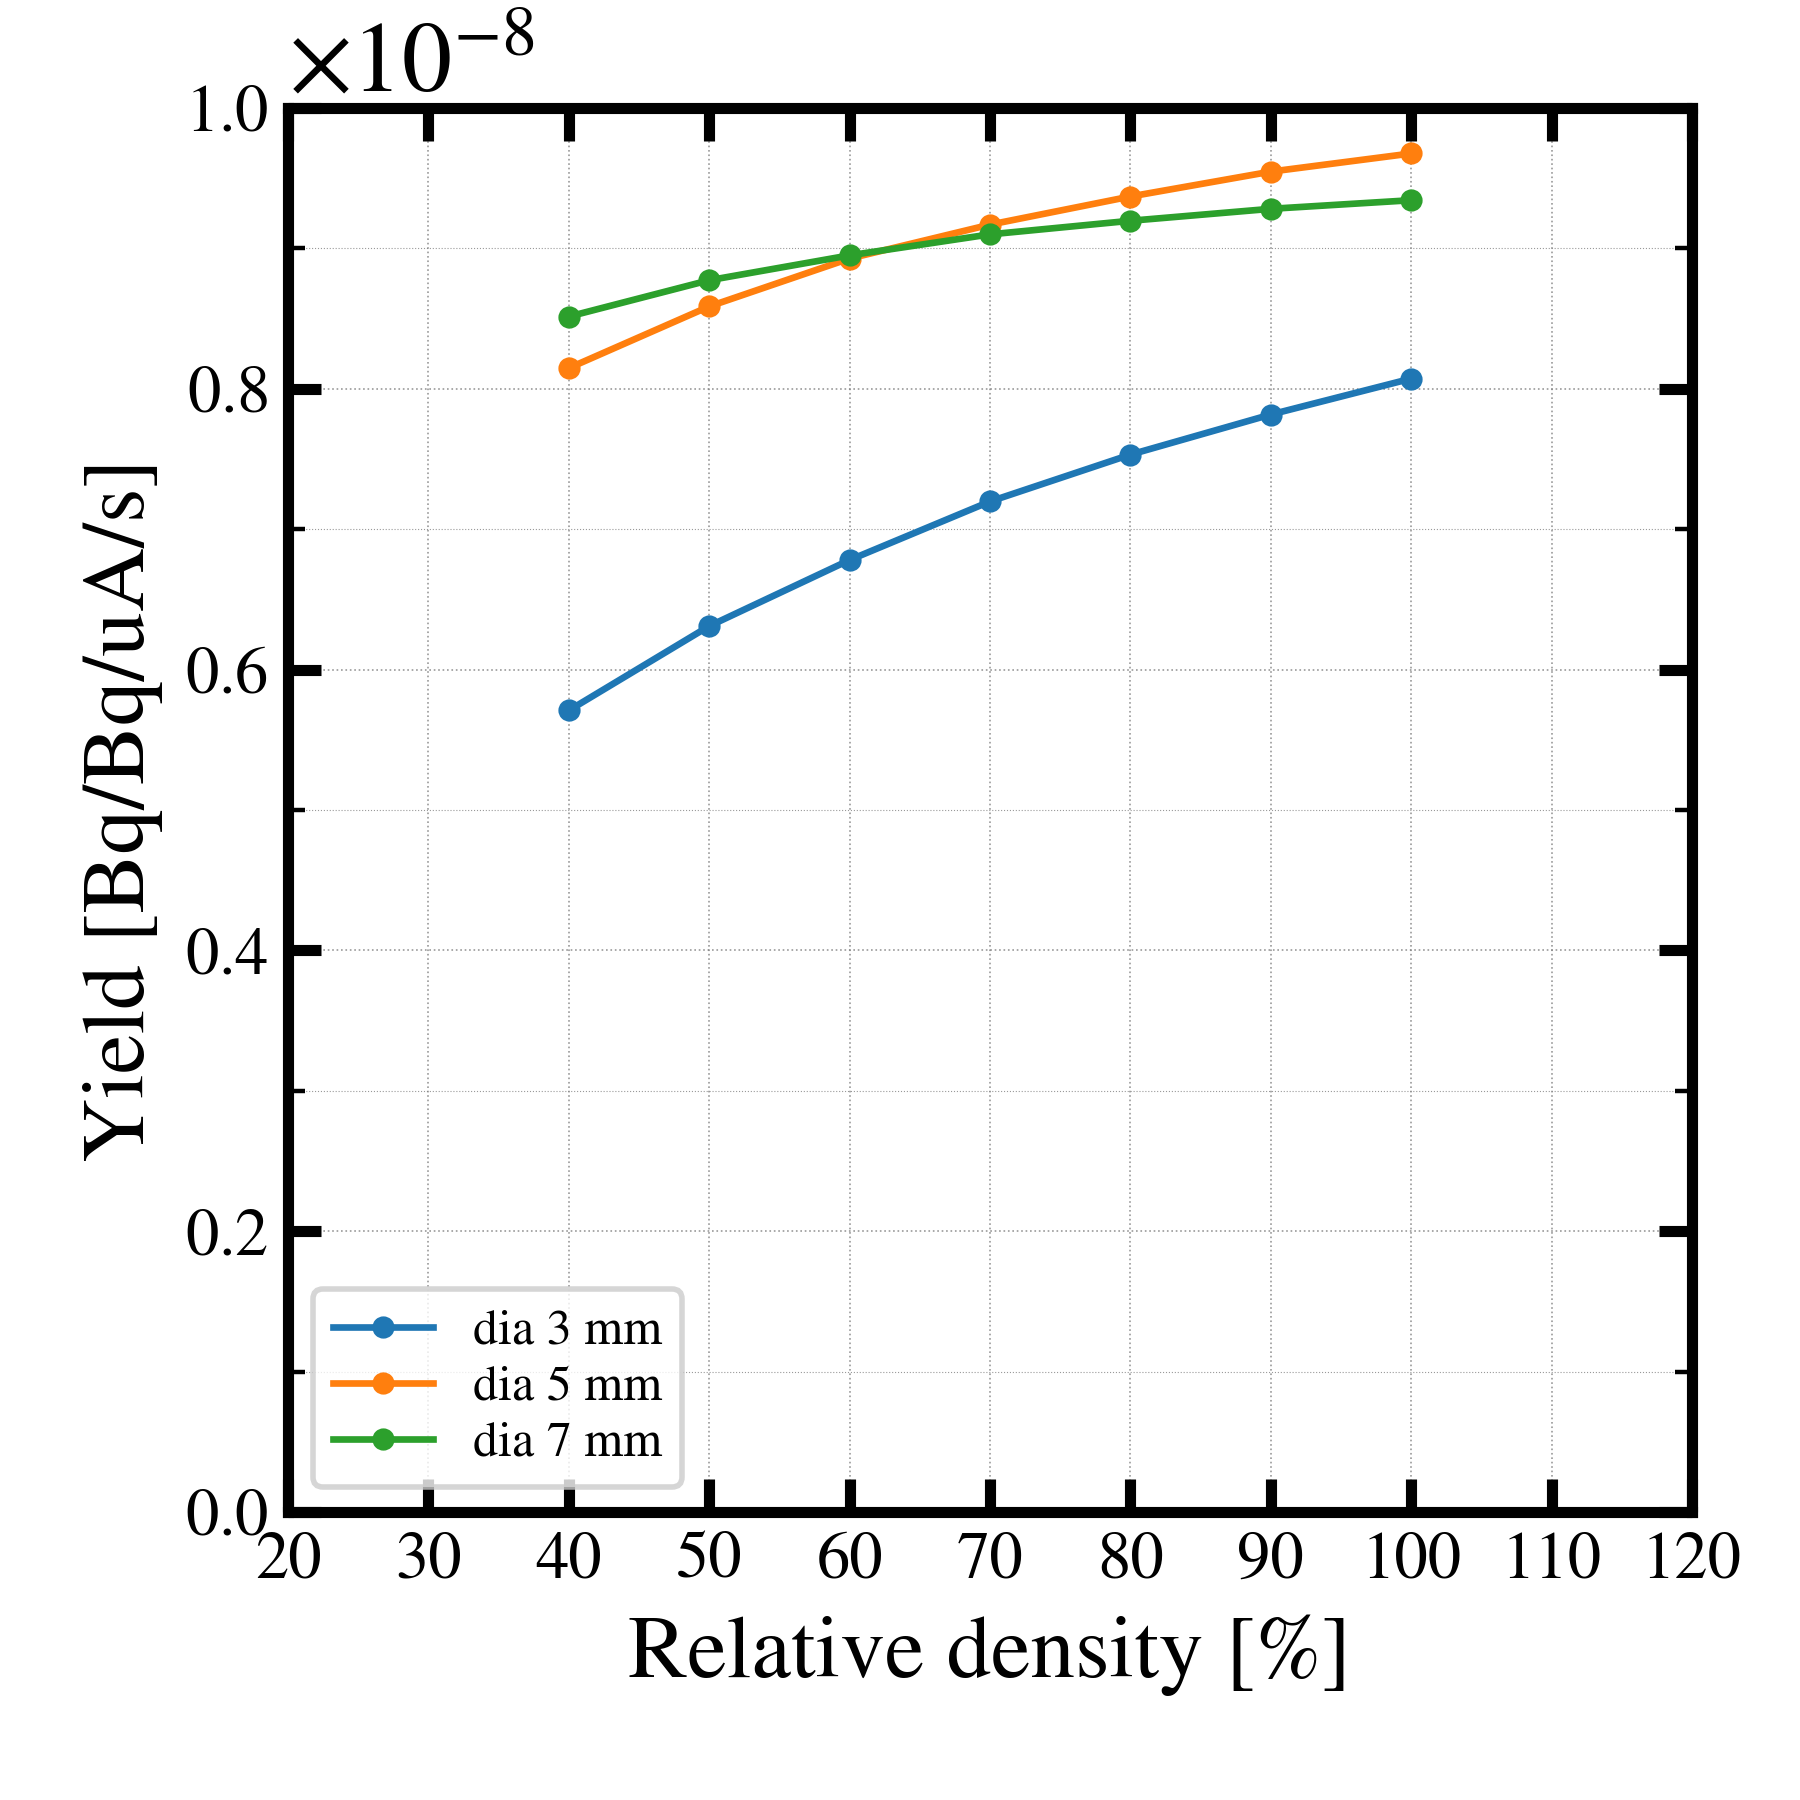 ×10⁻⁸
1.0
0.8
0.6
0.4
0.2
0.0
Yield [Bq/Bq/uA/s]
dia 3 mm
dia 5 mm
dia 7 mm
20 30 40 50 60 70 80 90 100 110 120
Relative density [%]